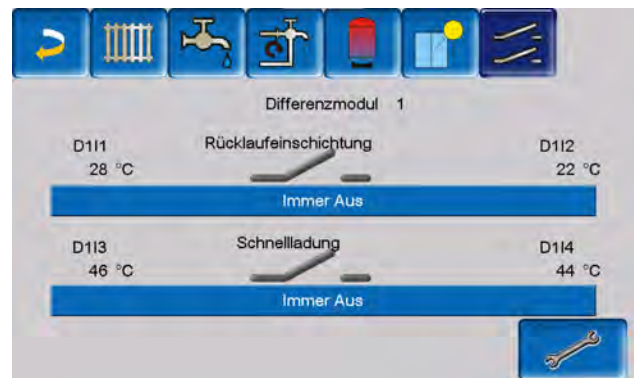 Differenzmodul 1
D1I1 Rücklaufeinschichtung D1I2
28 °C 22 °C
Immer Aus
D1I3 Schnellladung D1I4
46 °C 44 °C
Immer Aus